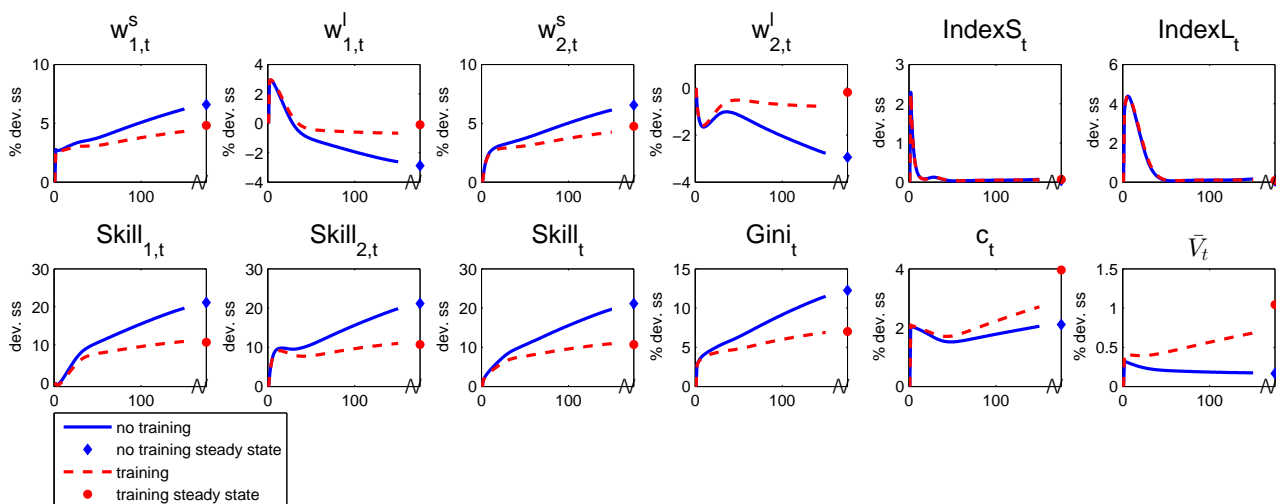 w^s_{1,t} w^l_{1,t} w^s_{2,t} w^l_{2,t} IndexS_t IndexL_t
% dev. ss 10 5 0 0 100
% dev. ss 4 2 0 −2 −4 0 100
% dev. ss 10 5 0 0 100
% dev. ss 0 −2 −4 0 100
dev. ss 3 2 1 0 0 100
dev. ss 6 4 2 0 0 100
Skill_{1,t} Skill_{2,t} Skill_t Gini_t c_t V̄_t
dev. ss 30 20 10 0 0 100
dev. ss 30 20 10 0 0 100
dev. ss 30 20 10 0 0 100
% dev. ss 15 10 5 0 0 100
% dev. ss 4 2 0 0 100
% dev. ss 1.5 1 0.5 0 0 100
no training
no training steady state
training
training steady state